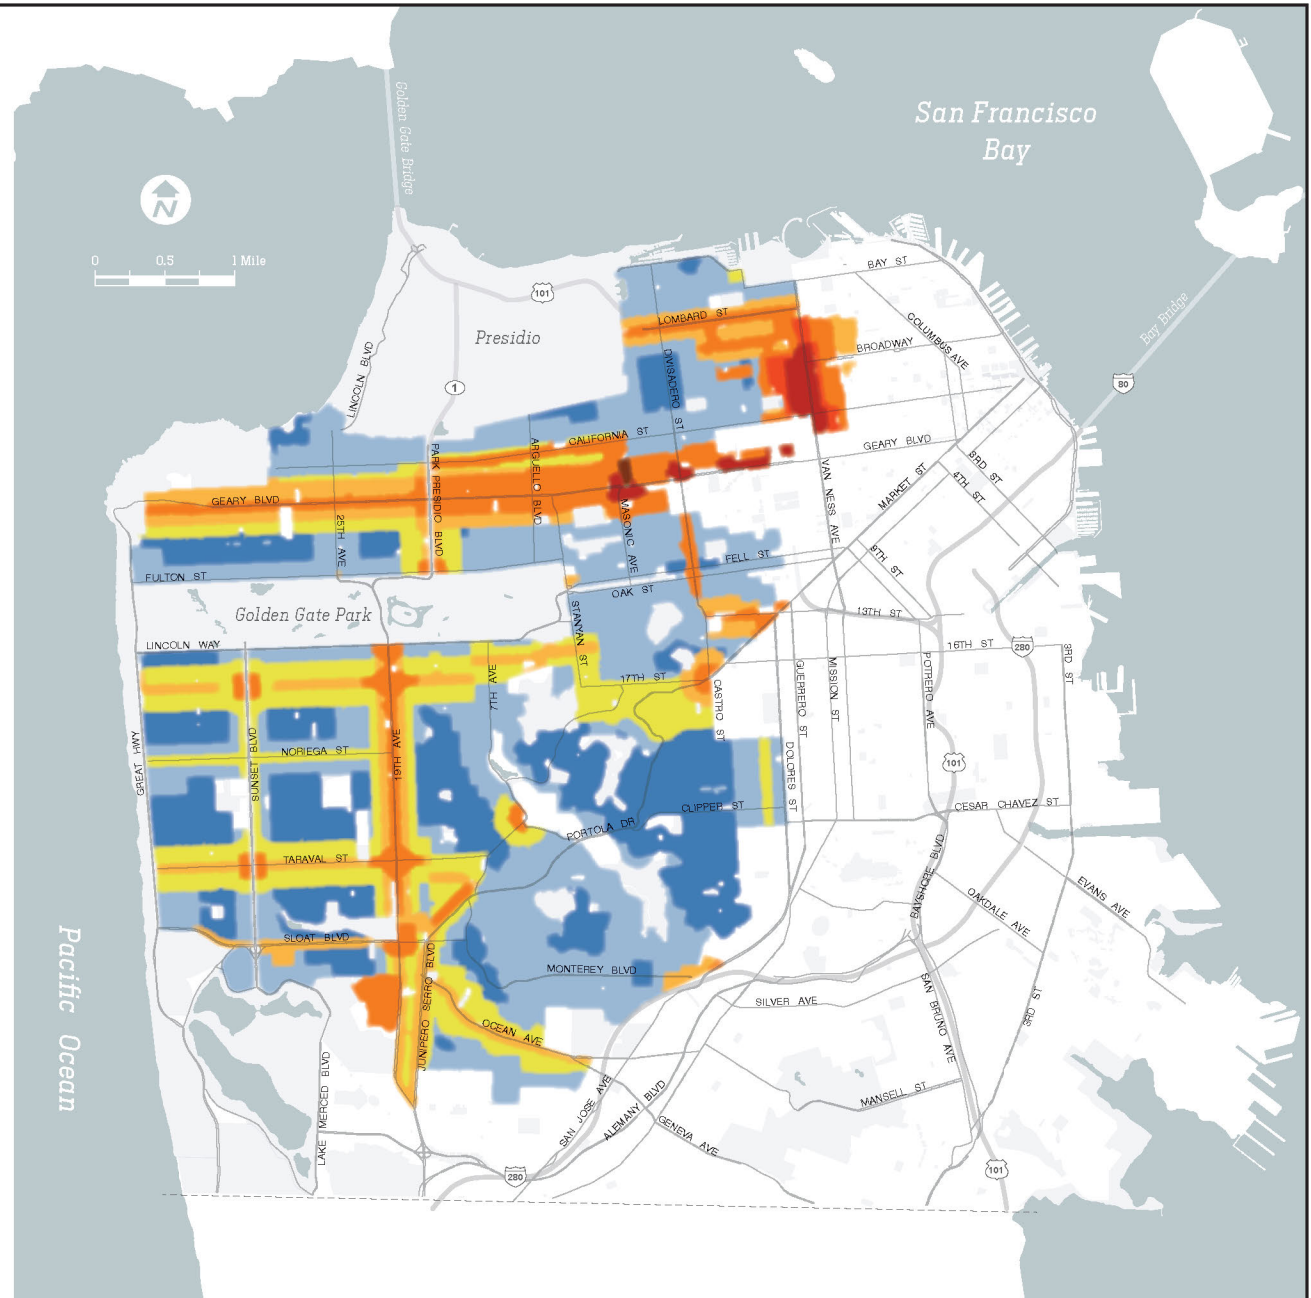 San Francisco
Bay
Golden Gate Bridge
N
0 0.5 1 Mile
101
Presidio
1
LINCOLN BLVD
LOMBARD ST
BAY ST
COLUMBUS AVE
BROADWAY
Bay Bridge
80
DIVISADERO ST
CALIFORNIA ST
GEARY BLVD
PARK PRESIDIO BLVD
ARGUELLO BLVD
GEARY BLVD
25TH AVE
MASONIC AVE
VAN NESS AVE
MARKET ST
3RD ST
4TH ST
9TH ST
FELL ST
OAK ST
FULTON ST
Golden Gate Park
STANYAN ST
13TH ST
LINCOLN WAY
16TH ST
280
3RD ST
17TH ST
7TH AVE
CASTRO ST
GUERRERO ST
MISSION ST
POTRERO AVE
GREAT HWY
SUNSET BLVD
NORIEGA ST
19TH AVE
DOLORES ST
101
CLIPPER ST
CESAR CHAVEZ ST
PORTOLA DR
TARAVAL ST
BAYSHORE BLVD
OAKDALE AVE
EVANS AVE
SLOAT BLVD
MONTEREY BLVD
Pacific Ocean
JUNIPERO SERRO BLVD
SILVER AVE
SAN BRUNO AVE
3RD ST
OCEAN AVE
LAKE MERCED BLVD
SAN JOSE AVE
ALEMANY BLVD
GENEVA AVE
MANSELL ST
280
101